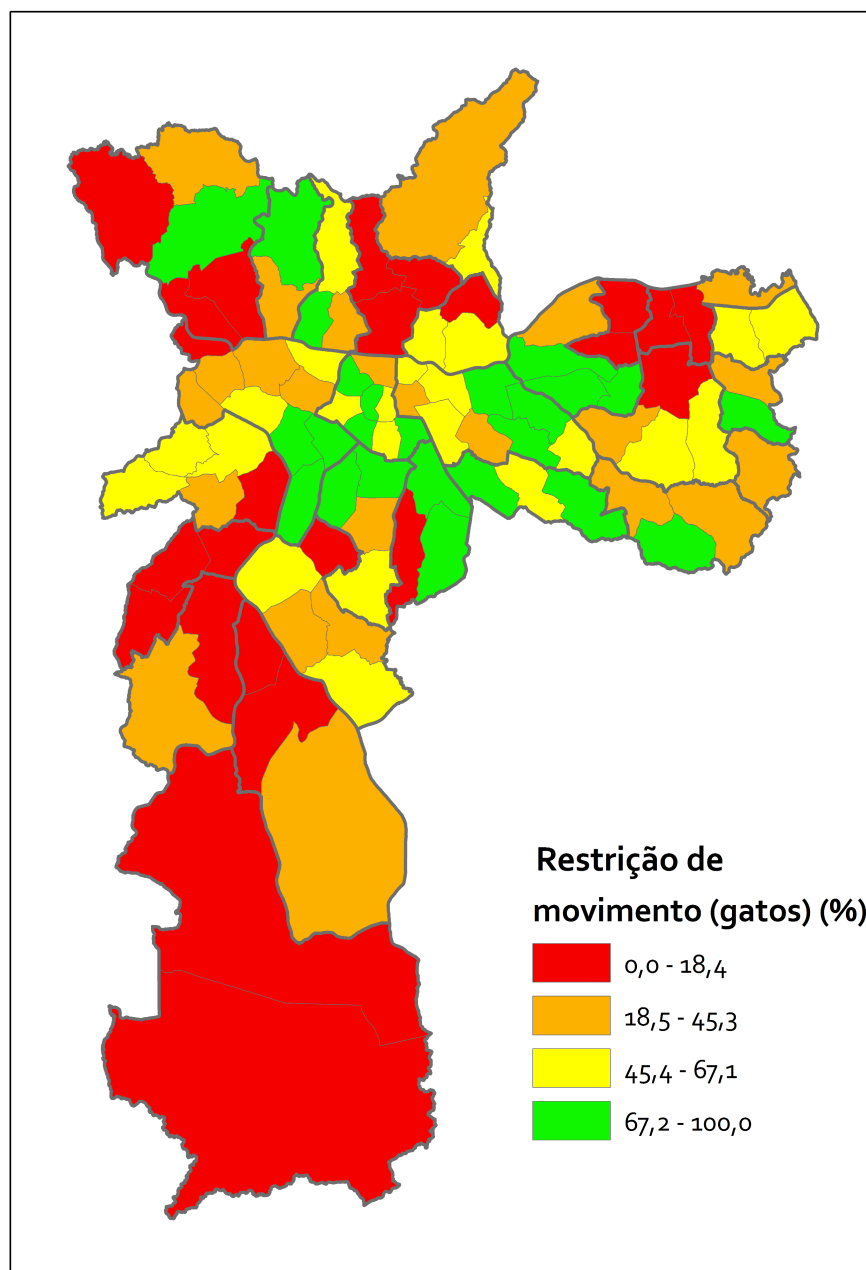 Restrição de
movimento (gatos) (%)
0,0 - 18,4
18,5 - 45,3
45,4 - 67,1
67,2 - 100,0